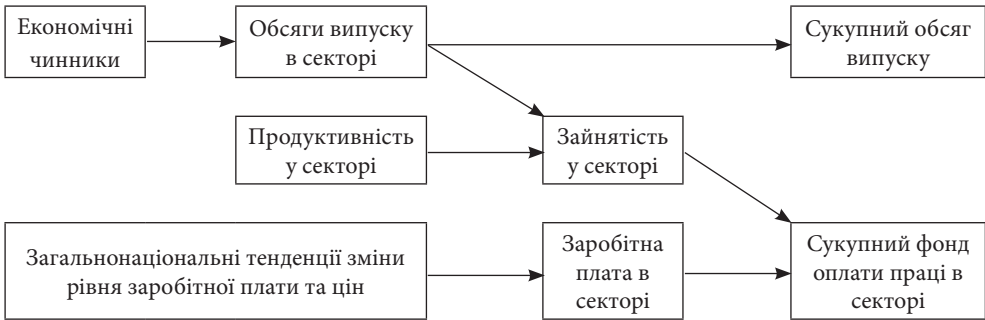 Економічні
чинники
Обсяги випуску
в секторі
Сукупний обсяг
випуску
Продуктивність
у секторі
Зайнятість
у секторі
Загальнонаціональні тенденції зміни
рівня заробітної плати та цін
Заробітна
плата в
секторі
Сукупний фонд
оплати праці в
секторі